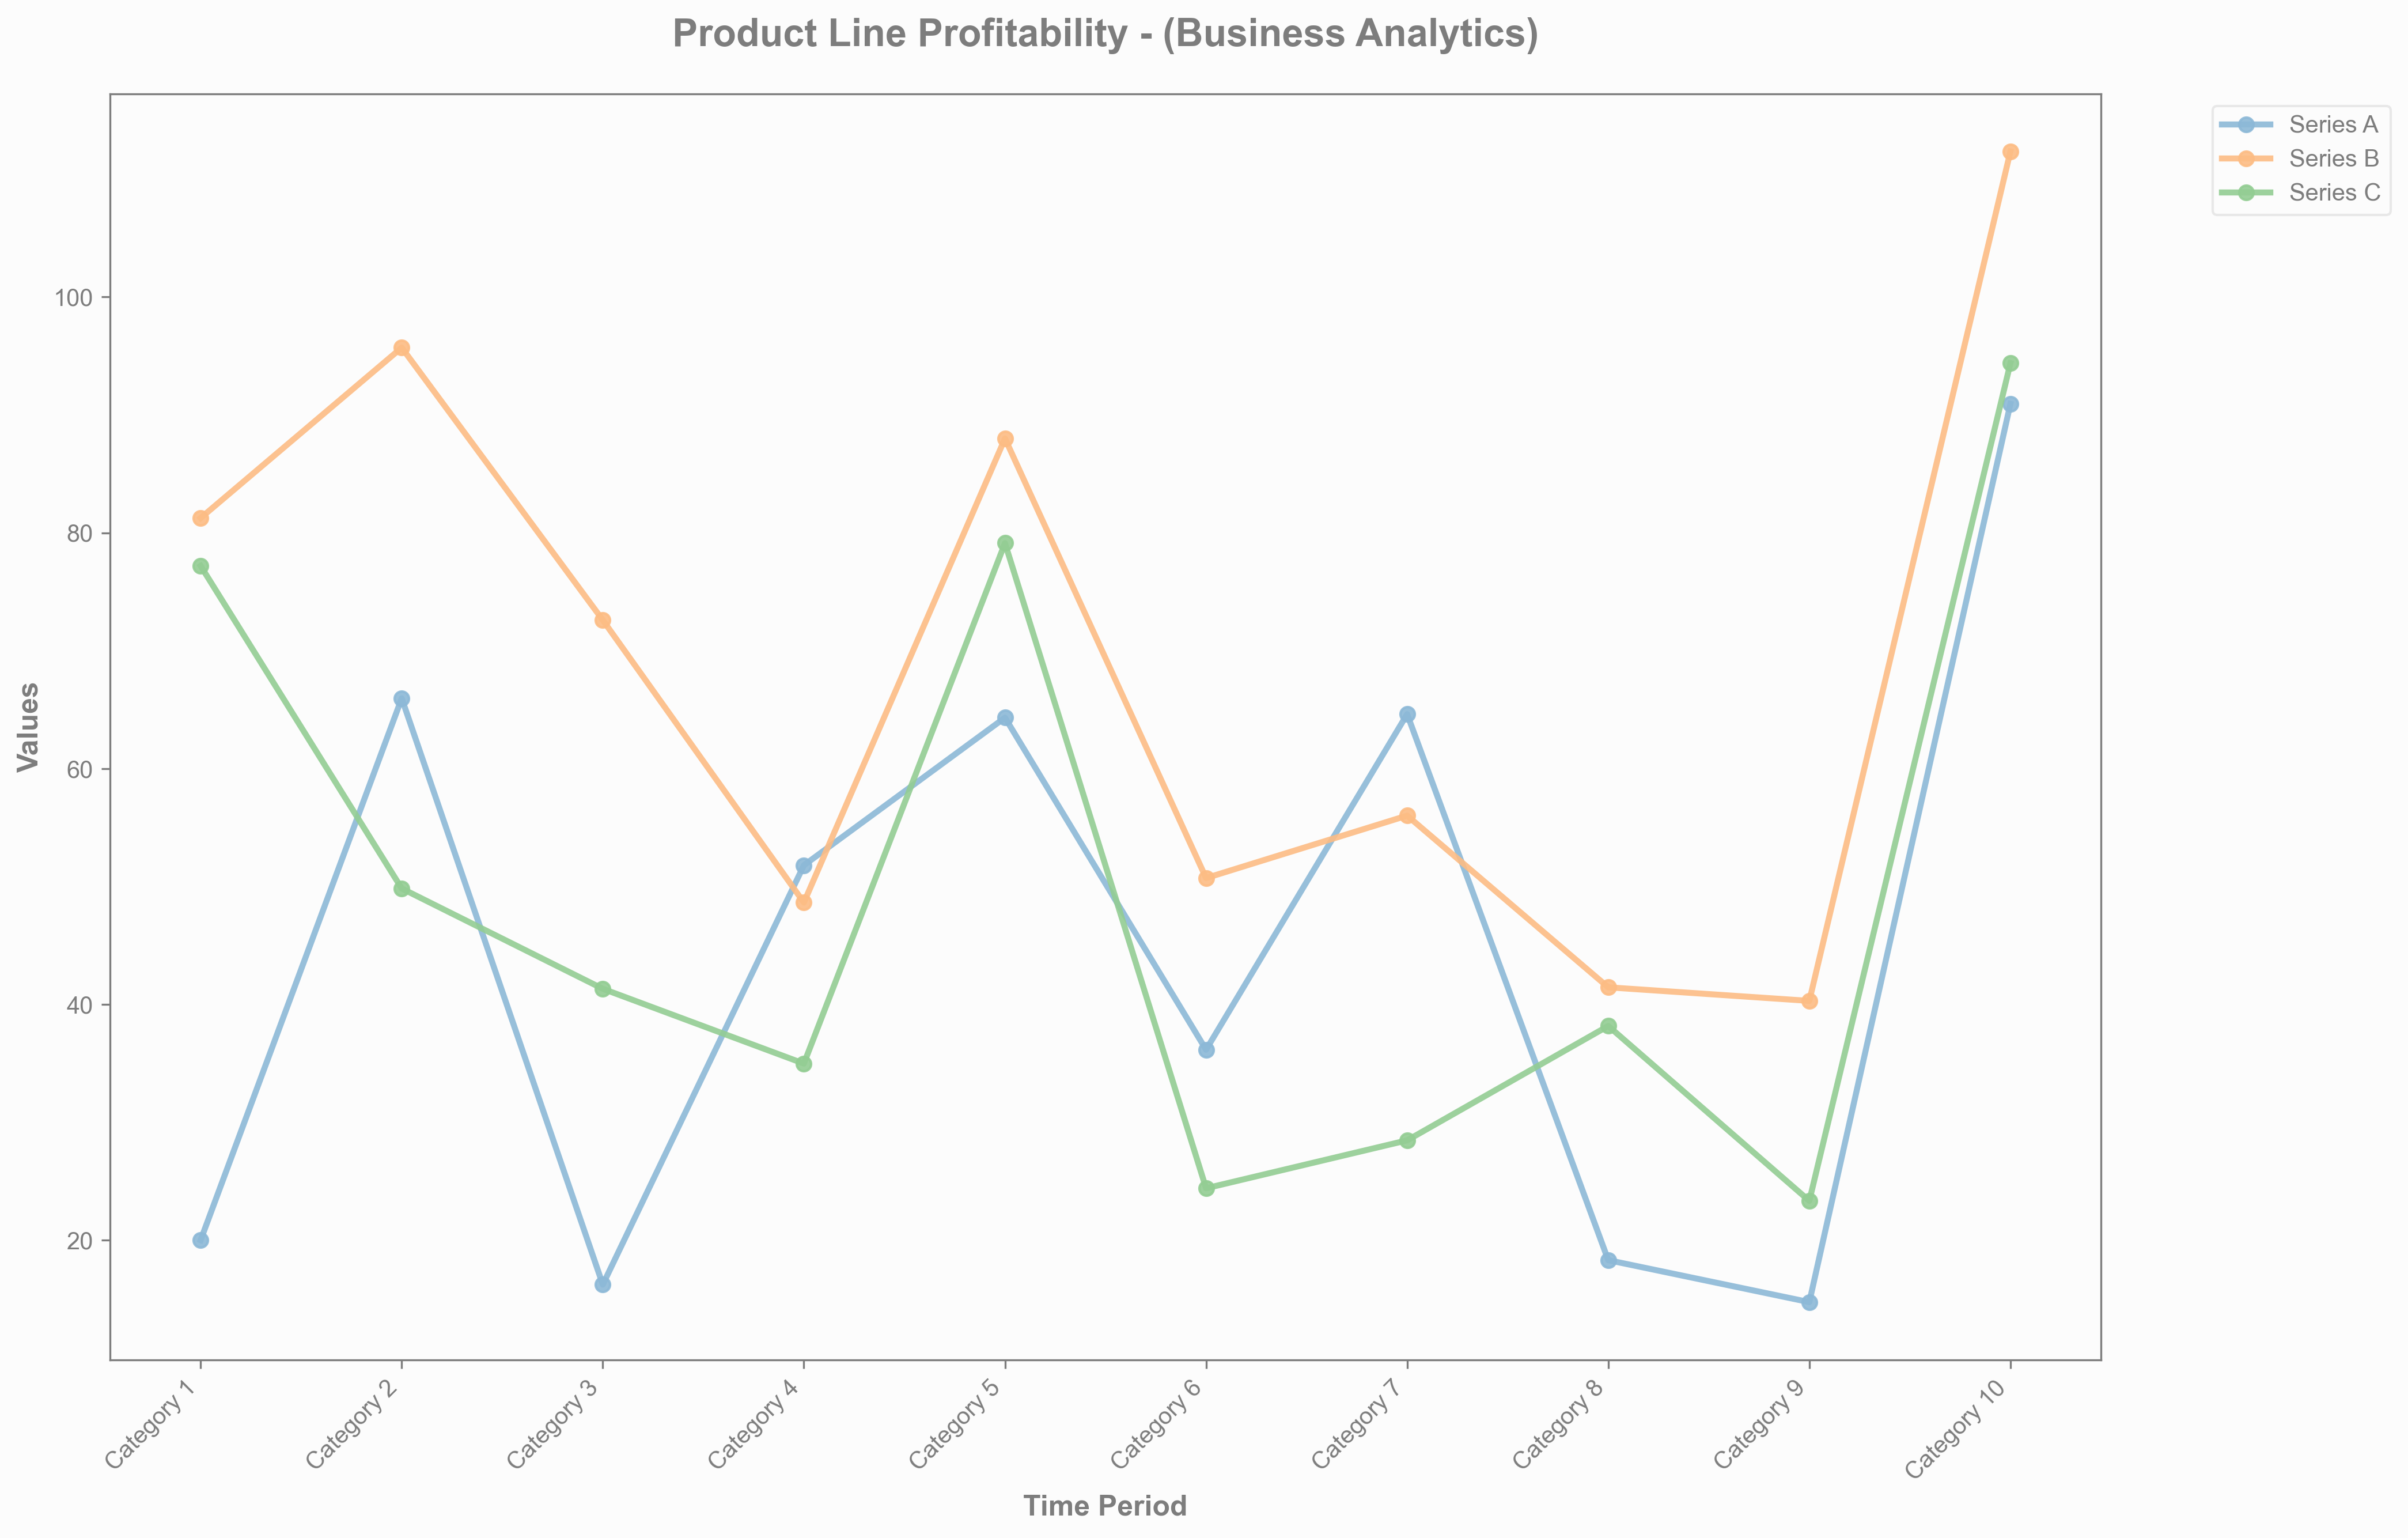 Product Line Profitability - (Business Analytics)
Series A
Series B
Series C
Values
100
80
60
40
20
Category 1
Category 2
Category 3
Category 4
Category 5
Category 6
Category 7
Category 8
Category 9
Category 10
Time Period